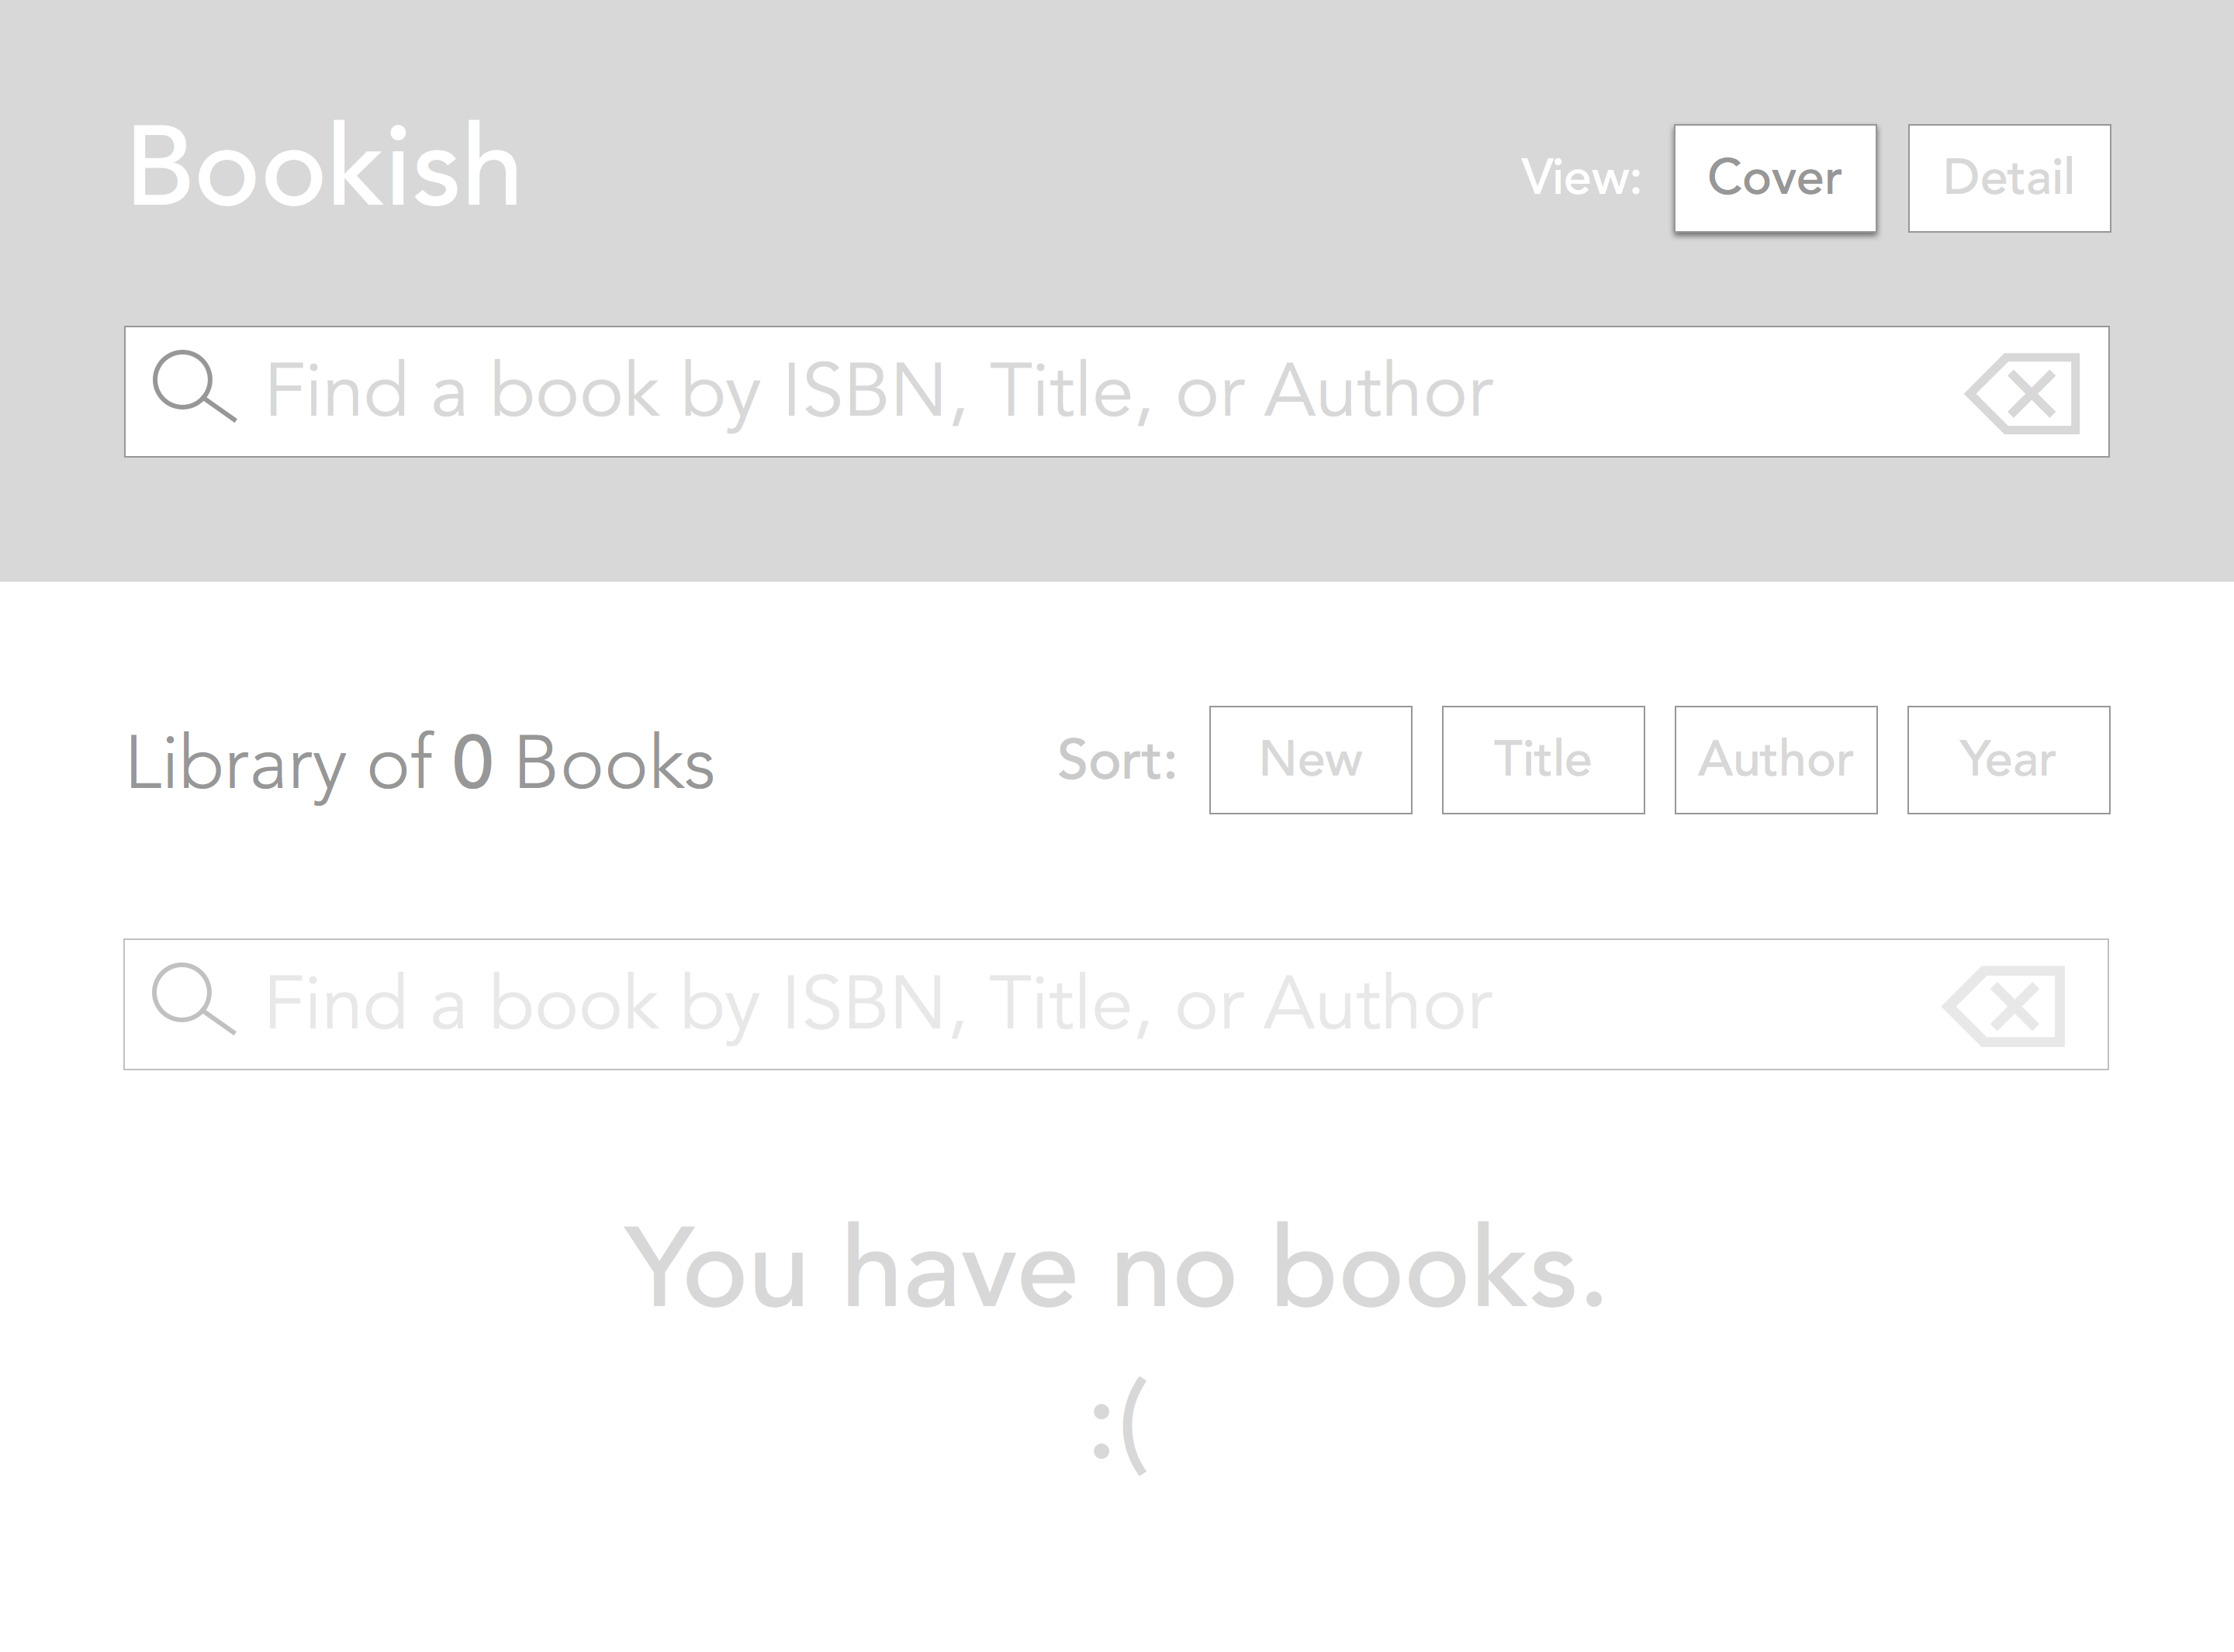 Bookish
View: Cover Detail
Find a book by ISBN, Title, or Author
Library of 0 Books
Sort: New Title Author Year
Find a book by ISBN, Title, or Author
You have no books.
:(